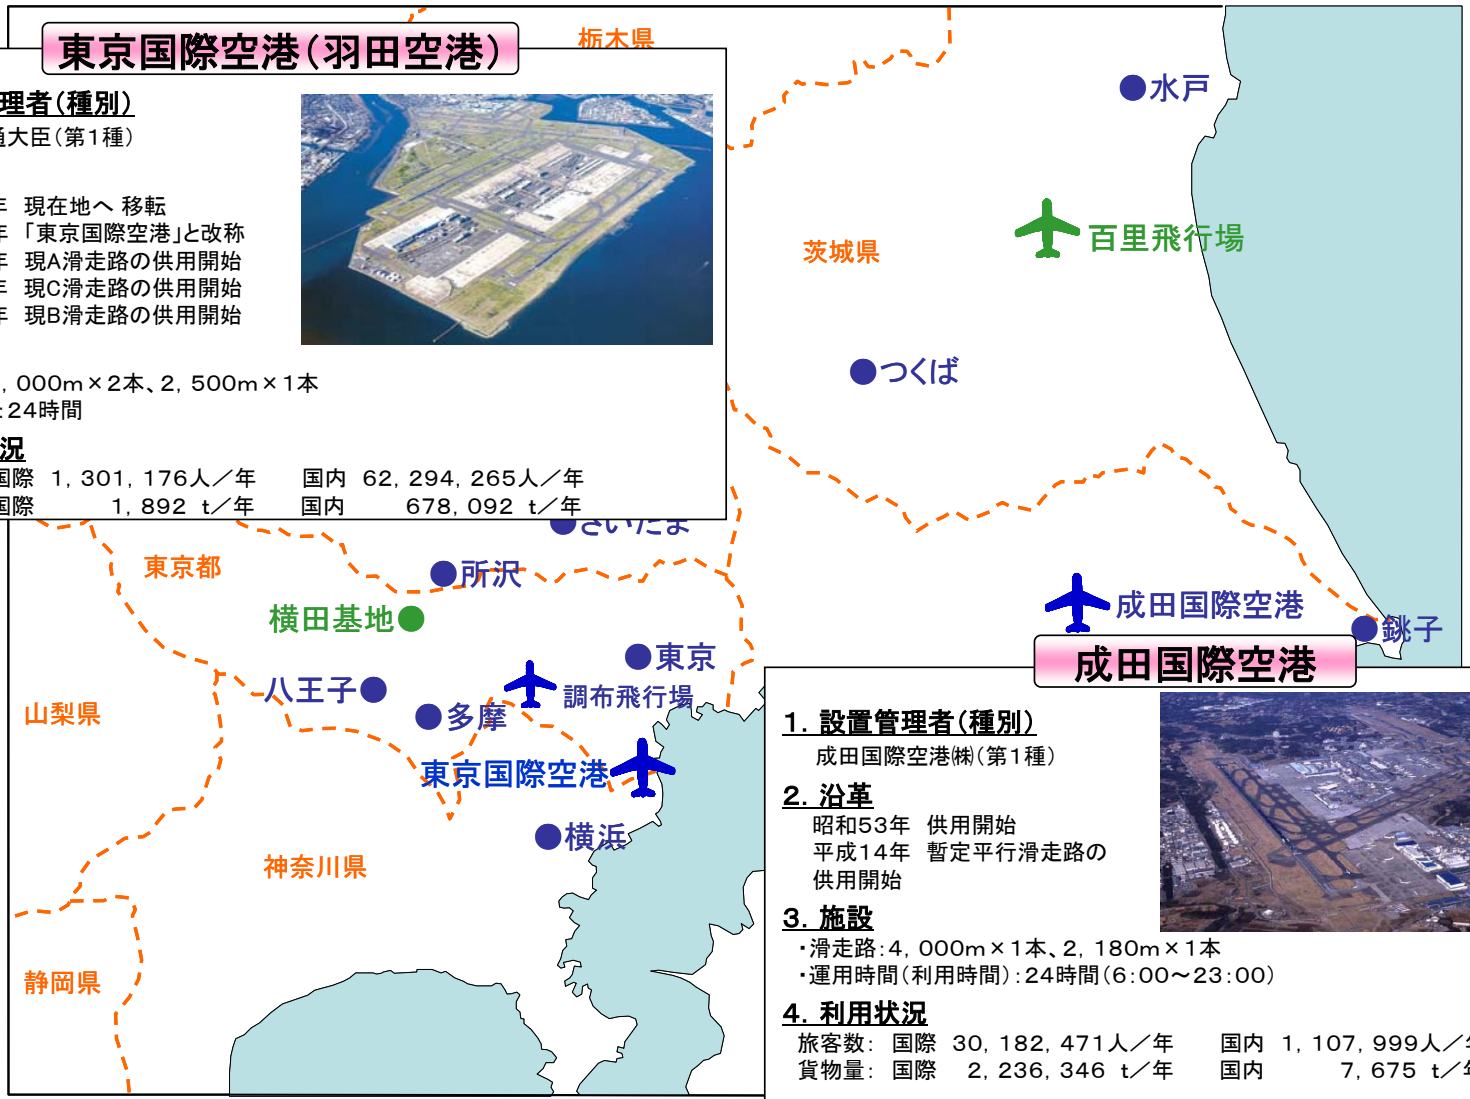 東京国際空港（羽田空港）
理者（種別）
大臣（第1種）
年 現在地へ 移転
年 「東京国際空港」と改称
年 現A滑走路の供用開始
年 現C滑走路の供用開始
年 現B滑走路の供用開始
，000m×2本、2，500m×1本
：24時間
況
国際 1，301，176人／年 国内 62，294，265人／年
国際 1，892 t／年 国内 678，092 t／年
栃木県
水戸
百里飛行場
茨城県
つくば
さいたま
東京都
所沢
横田基地
成田国際空港
銚子
東京
八王子
調布飛行場
多摩
山梨県
東京国際空港
横浜
神奈川県
静岡県
成田国際空港
1．設置管理者（種別）
成田国際空港㈱（第1種）
2．沿革
昭和53年 供用開始
平成14年 暫定平行滑走路の
供用開始
3．施設
・滑走路：4，000m×1本、2，180m×1本
・運用時間（利用時間）：24時間（6：00～23：00）
4．利用状況
旅客数： 国際 30，182，471人／年 国内 1，107，999人／年
貨物量： 国際 2，236，346 t／年 国内 7，675 t／年